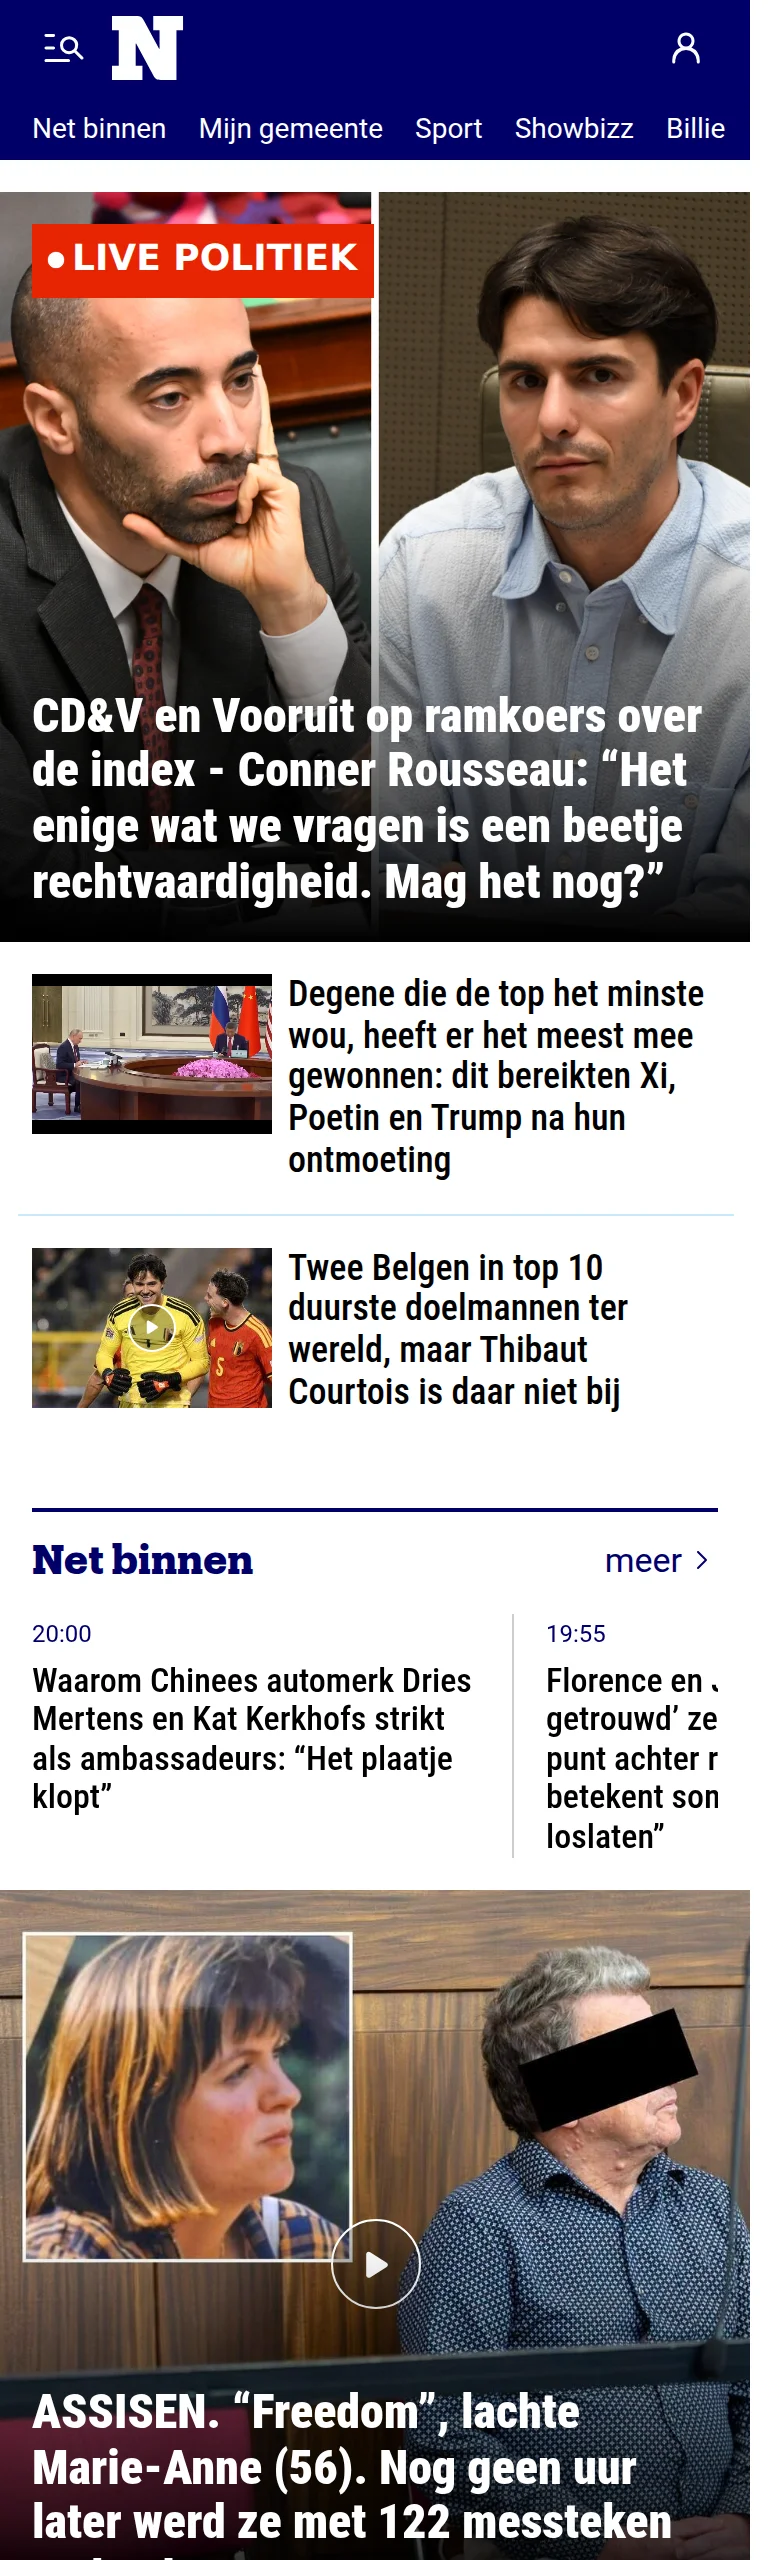 N
Net binnen Mijn gemeente Sport Showbizz Billie
LIVE POLITIEK
CD&V en Vooruit op ramkoers over
de index - Conner Rousseau: “Het
enige wat we vragen is een beetje
rechtvaardigheid. Mag het nog?”
Degene die de top het minste
wou, heeft er het meest mee
gewonnen: dit bereikten Xi,
Poetin en Trump na hun
ontmoeting
Twee Belgen in top 10
duurste doelmannen ter
wereld, maar Thibaut
Courtois is daar niet bij
Net binnen
meer
20:00
Waarom Chinees automerk Dries
Mertens en Kat Kerkhofs strikt
als ambassadeurs: “Het plaatje
klopt”
19:55
Florence en
getrouwd’ ze
punt achter
betekent som
loslaten”
ASSISEN. “Freedom”, lachte
Marie-Anne (56). Nog geen uur
later werd ze met 122 messteken